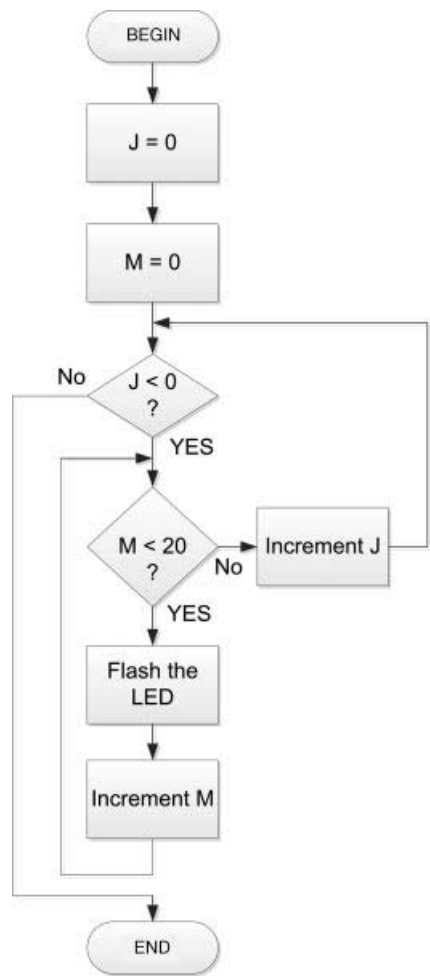 BEGIN
J = 0
M = 0
No
J < 0
?
YES
M < 20
?
No
Increment J
YES
Flash the
LED
Increment M
END